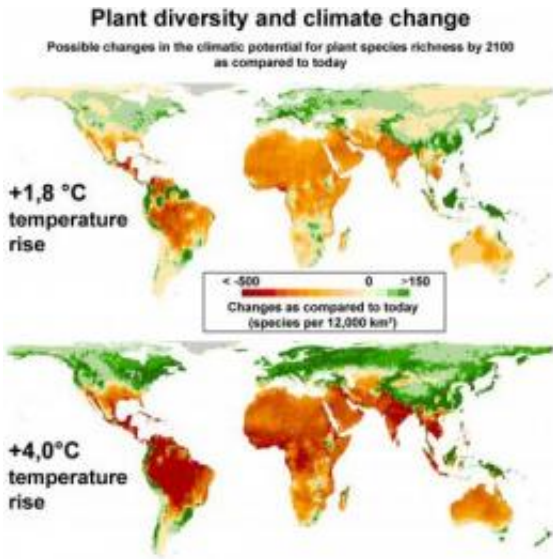 Plant diversity and climate change
Possible changes in the climatic potential for plant species richness by 2100
as compared to today
+1,8 °C
temperature
rise
< -500 0 >150
Changes as compared to today
(species per 12,000 km²)
+4,0°C
temperature
rise